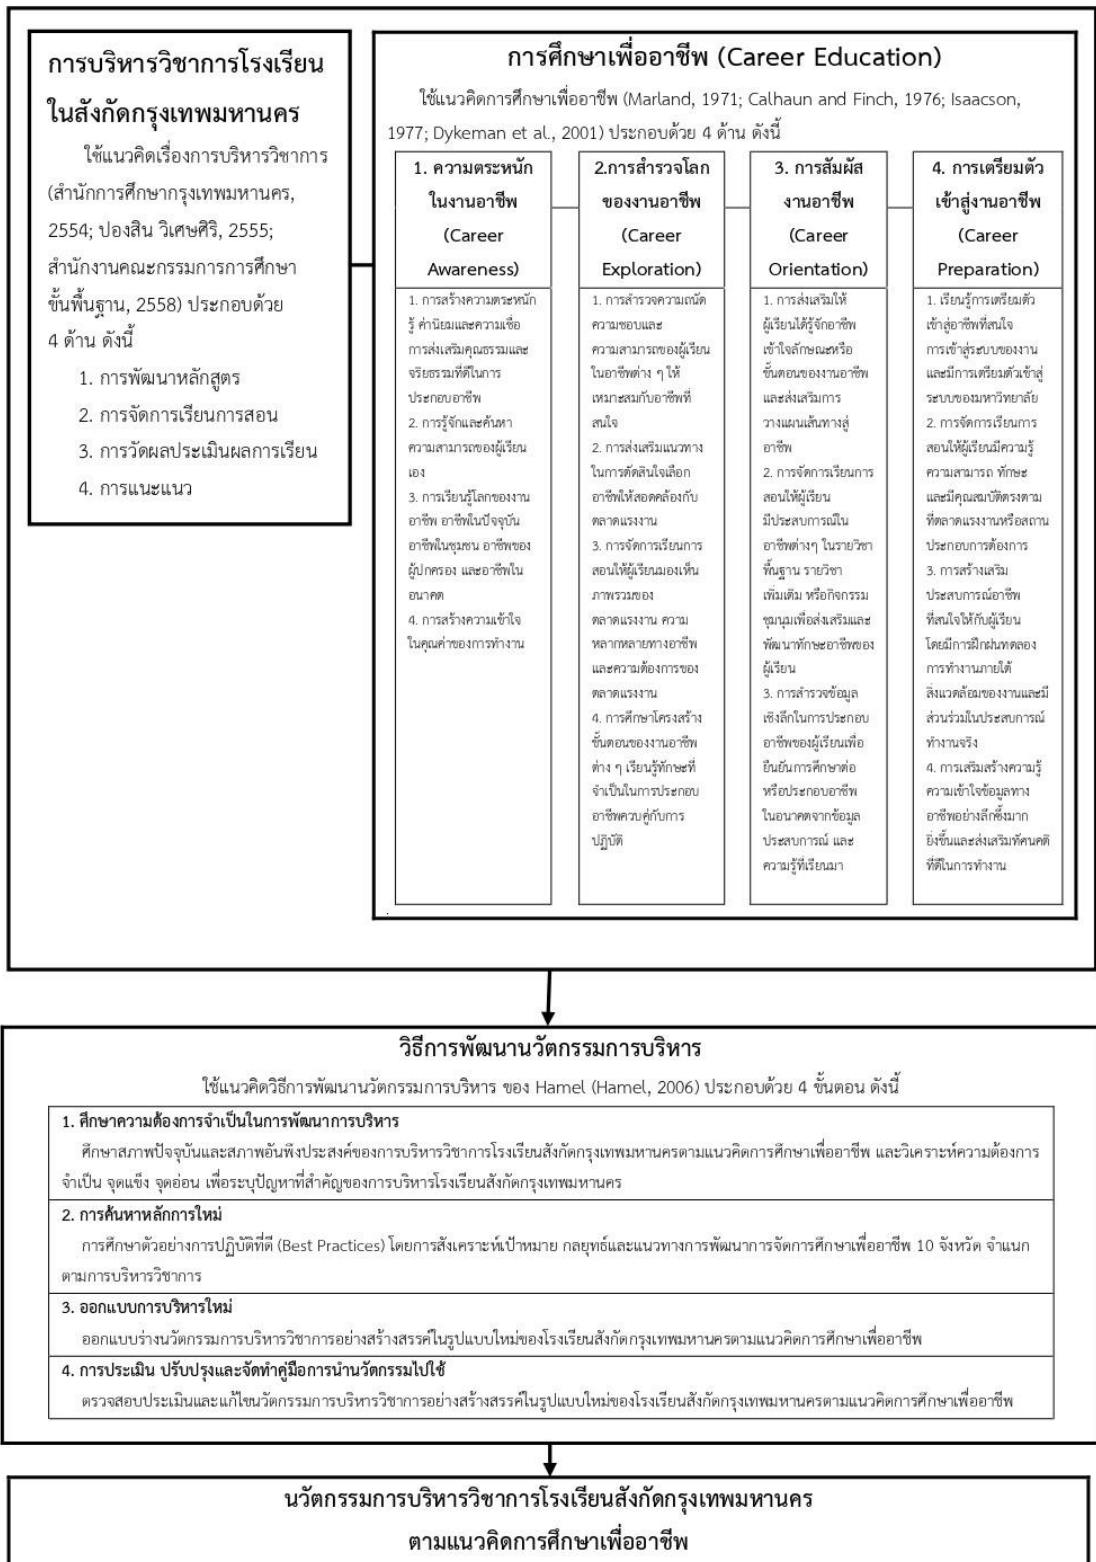 การบริหารวิชาการโรงเรียน
ในสังกัดกรุงเทพมหานคร
ใช้แนวคิดเรื่องการบริหารวิชาการ
(สำนักการศึกษากรุงเทพมหานคร,
2554; ปองสิน วิเศษศิริ, 2555;
สำนักงานคณะกรรมการการศึกษา
ขั้นพื้นฐาน, 2558) ประกอบด้วย
4 ด้าน ดังนี้
1. การพัฒนาหลักสูตร
2. การจัดการเรียนการสอน
3. การวัดผลประเมินผลการเรียน
4. การแนะแนว
การศึกษาเพื่ออาชีพ (Career Education)
ใช้แนวคิดการศึกษาเพื่ออาชีพ (Marland, 1971; Calhaun and Finch, 1976; Isaacson,
1977; Dykeman et al., 2001) ประกอบด้วย 4 ด้าน ดังนี้
1. ความตระหนัก
ในงานอาชีพ
(Career
Awareness)
1. การสร้างความตระหนัก
รู้ ค่านิยมและความเชื่อ
การส่งเสริมคุณธรรมและ
จริยธรรมที่ดีในการ
ประกอบอาชีพ
2. การรู้จักและค้นหา
ความสามารถของผู้เรียน
เอง
3. การเรียนรู้โลกของงาน
อาชีพ อาชีพในปัจจุบัน
อาชีพในชุมชน อาชีพของ
ผู้ปกครอง และอาชีพใน
อนาคต
4. การสร้างความเข้าใจ
ในคุณค่าของการทำงาน
2.การสำรวจโลก
ของงานอาชีพ
(Career
Exploration)
1. การสำรวจความถนัด
ความชอบและ
ความสามารถของผู้เรียน
ในอาชีพต่าง ๆ ให้
เหมาะสมกับอาชีพที่
สนใจ
2. การส่งเสริมแนวทาง
ในการตัดสินใจเลือก
อาชีพให้สอดคล้องกับ
ตลาดแรงงาน
3. การจัดการเรียนการ
สอนให้ผู้เรียนมองเห็น
ภาพรวมของ
ตลาดแรงงาน ความ
หลากหลายทางอาชีพ
และความต้องการของ
ตลาดแรงงาน
4. การศึกษาโครงสร้าง
ขั้นตอนของงานอาชีพ
ต่าง ๆ เรียนรู้ทักษะที่
จำเป็นในการประกอบ
อาชีพควบคู่กับการ
ปฏิบัติ
3. การสัมผัส
งานอาชีพ
(Career
Orientation)
1. การส่งเสริมให้
ผู้เรียนได้รู้จักอาชีพ
เข้าใจลักษณะหรือ
ขั้นตอนของงานอาชีพ
และส่งเสริมการ
วางแผนเส้นทางสู่
อาชีพ
2. การจัดการเรียนการ
สอนให้ผู้เรียน
มีประสบการณ์ใน
อาชีพต่างๆ ในรายวิชา
พื้นฐาน รายวิชา
เพิ่มเติม หรือกิจกรรม
ชุมนุมเพื่อส่งเสริมและ
พัฒนาทักษะอาชีพของ
ผู้เรียน
3. การสำรวจข้อมูล
เชิงลึกในการประกอบ
อาชีพของผู้เรียนเพื่อ
ยืนยันการศึกษาต่อ
หรือประกอบอาชีพ
ในอนาคตจากข้อมูล
ประสบการณ์ และ
ความรู้ที่เรียนมา
4. การเตรียมตัว
เข้าสู่งานอาชีพ
(Career
Preparation)
1. เรียนรู้การเตรียมตัว
เข้าสู่อาชีพที่สนใจ
การเข้าสู่ระบบของงาน
และมีการเตรียมตัวเข้าสู่
ระบบของมหาวิทยาลัย
2. การจัดการเรียนการ
สอนให้ผู้เรียนมีความรู้
ความสามารถ ทักษะ
และมีคุณสมบัติตรงตาม
ที่ตลาดแรงงานหรือสถาน
ประกอบการต้องการ
3. การสร้างเสริม
ประสบการณ์อาชีพ
ที่สนใจให้กับผู้เรียน
โดยมีการฝึกฝนทดลอง
การทำงานภายใต้
สิ่งแวดล้อมของงานและมี
ส่วนร่วมในประสบการณ์
ทำงานจริง
4. การเสริมสร้างความรู้
ความเข้าใจข้อมูลทาง
อาชีพอย่างลึกซึ้งมาก
ยิ่งขึ้นและส่งเสริมทัศนคติ
ที่ดีในการทำงาน
วิธีการพัฒนานวัตกรรมการบริหาร
ใช้แนวคิดวิธีการพัฒนานวัตกรรมการบริหาร ของ Hamel (Hamel, 2006) ประกอบด้วย 4 ขั้นตอน ดังนี้
1. ศึกษาความต้องการจำเป็นในการพัฒนาการบริหาร
ศึกษาสภาพปัจจุบันและสภาพอันพึงประสงค์ของการบริหารวิชาการโรงเรียนสังกัดกรุงเทพมหานครตามแนวคิดการศึกษาเพื่ออาชีพ และวิเคราะห์ความต้องการ
จำเป็น จุดแข็ง จุดอ่อน เพื่อระบุปัญหาที่สำคัญของการบริหารโรงเรียนสังกัดกรุงเทพมหานคร
2. การค้นหาหลักการใหม่
การศึกษาตัวอย่างการปฏิบัติที่ดี (Best Practices) โดยการสังเคราะห์เป้าหมาย กลยุทธ์และแนวทางการพัฒนาการจัดการศึกษาเพื่ออาชีพ 10 จังหวัด จำแนก
ตามการบริหารวิชาการ
3. ออกแบบการบริหารใหม่
ออกแบบร่างนวัตกรรมการบริหารวิชาการอย่างสร้างสรรค์ในรูปแบบใหม่ของโรงเรียนสังกัดกรุงเทพมหานครตามแนวคิดการศึกษาเพื่ออาชีพ
4. การประเมิน ปรับปรุงและจัดทำคู่มือการนำนวัตกรรมไปใช้
ตรวจสอบประเมินและแก้ไขนวัตกรรมการบริหารวิชาการอย่างสร้างสรรค์ในรูปแบบใหม่ของโรงเรียนสังกัดกรุงเทพมหานครตามแนวคิดการศึกษาเพื่ออาชีพ
นวัตกรรมการบริหารวิชาการโรงเรียนสังกัดกรุงเทพมหานคร
ตามแนวคิดการศึกษาเพื่ออาชีพ